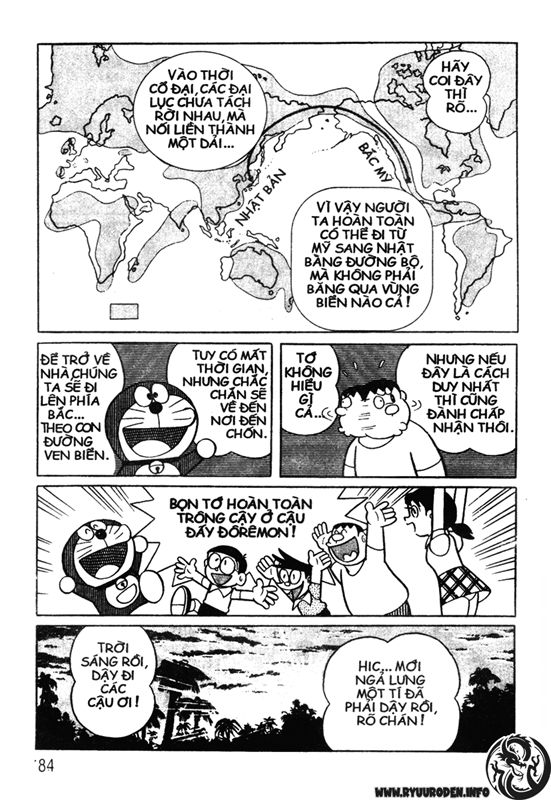 VÀO THỜI
CỔ ĐẠI, CÁC ĐẠI
LỤC CHƯA TÁCH
RỜI NHAU, MÀ
NỐI LIỀN THÀNH
MỘT DẢI...
HÃY
COI ĐÂY
THÌ
RÕ...
NHẬT BẢN
BẮC MỸ
VÌ VẬY NGƯỜI
TA HOÀN TOÀN
CÓ THỂ ĐI TỪ
MỸ SANG NHẬT
BẰNG ĐƯỜNG BỘ,
MÀ KHÔNG PHẢI
BĂNG QUA VÙNG
BIỂN NÀO CẢ!
ĐỂ TRỞ VỀ
NHÀ CHÚNG
TA SẼ ĐI
LÊN PHÍA
BẮC...
THEO CON
ĐƯỜNG
VEN BIỂN.
TUY CÓ MẤT
THỜI GIAN,
NHƯNG CHẮC
CHẮN SẼ
VỀ ĐẾN
NƠI ĐẾN
CHỐN.
TỚ
KHÔNG
HIỂU
GÌ
CẢ...
NHƯNG NẾU
ĐÂY LÀ CÁCH
DUY NHẤT
THÌ CŨNG
ĐÀNH CHẤP
NHẬN THÔI.
BỌN TỚ HOÀN TOÀN
TRÔNG CẬY Ở CẬU
ĐẤY ĐÔRÊMON!
TRỜI
SÁNG RỒI,
DẬY ĐI
CÁC
CẬU ƠI!
HIC... MỚI
NGẢ LƯNG
MỘT TÍ ĐÃ
PHẢI DẬY RỒI,
RÕ CHÁN!
84
WWW.RYUURODEN.INFO